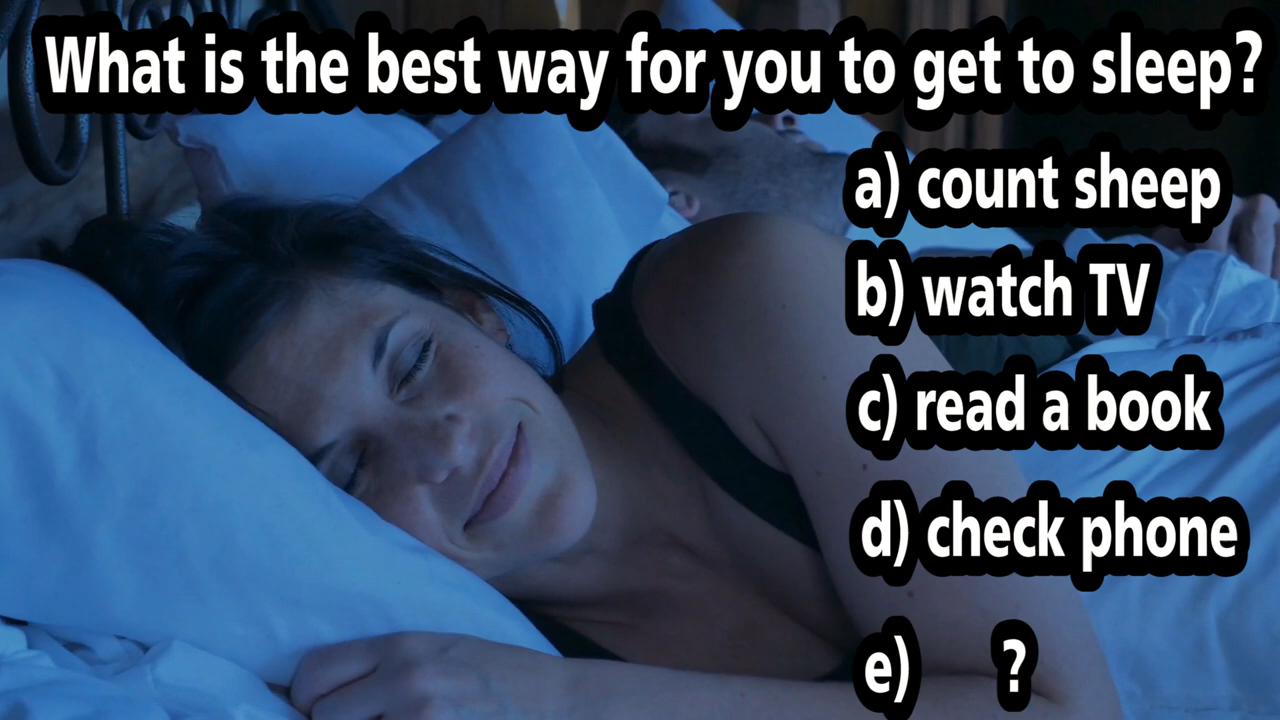 What is the best way for you to get to sleep?
a) count sheep
b) watch TV
c) read a book
d) check phone
e) ?